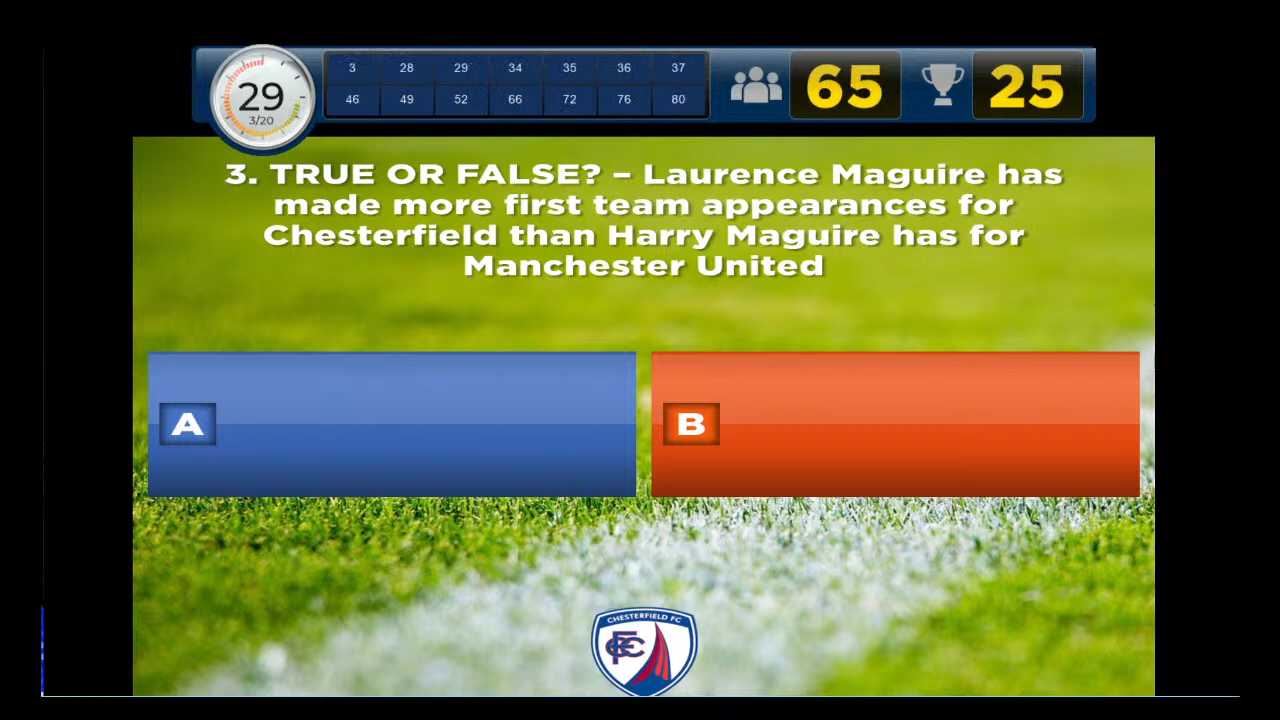 29
3/20
3 28 29 34 35 36 37
46 49 52 66 72 76 80
65
25
3. TRUE OR FALSE? – Laurence Maguire has
made more first team appearances for
Chesterfield than Harry Maguire has for
Manchester United
A
B
CHESTERFIELD FC
CFC